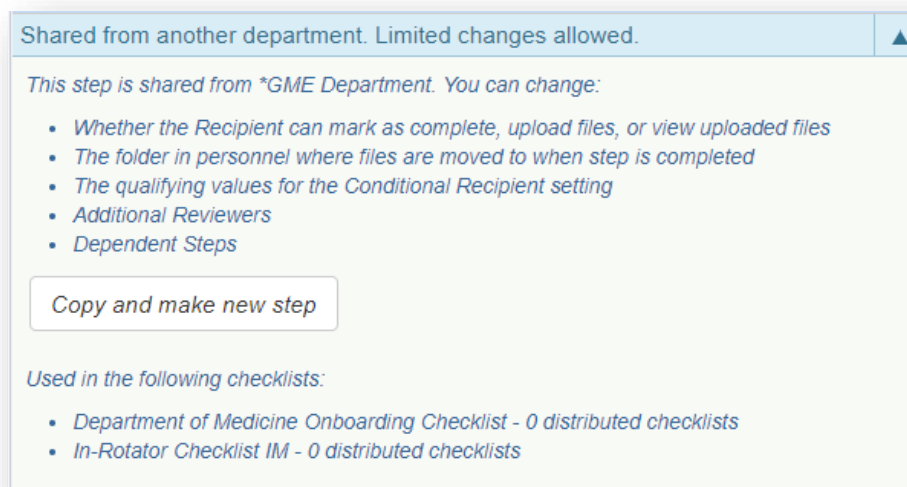 Shared from another department. Limited changes allowed.
This step is shared from *GME Department. You can change:
• Whether the Recipient can mark as complete, upload files, or view uploaded files
• The folder in personnel where files are moved to when step is completed
• The qualifying values for the Conditional Recipient setting
• Additional Reviewers
• Dependent Steps
Copy and make new step
Used in the following checklists:
• Department of Medicine Onboarding Checklist - 0 distributed checklists
• In-Rotator Checklist IM - 0 distributed checklists